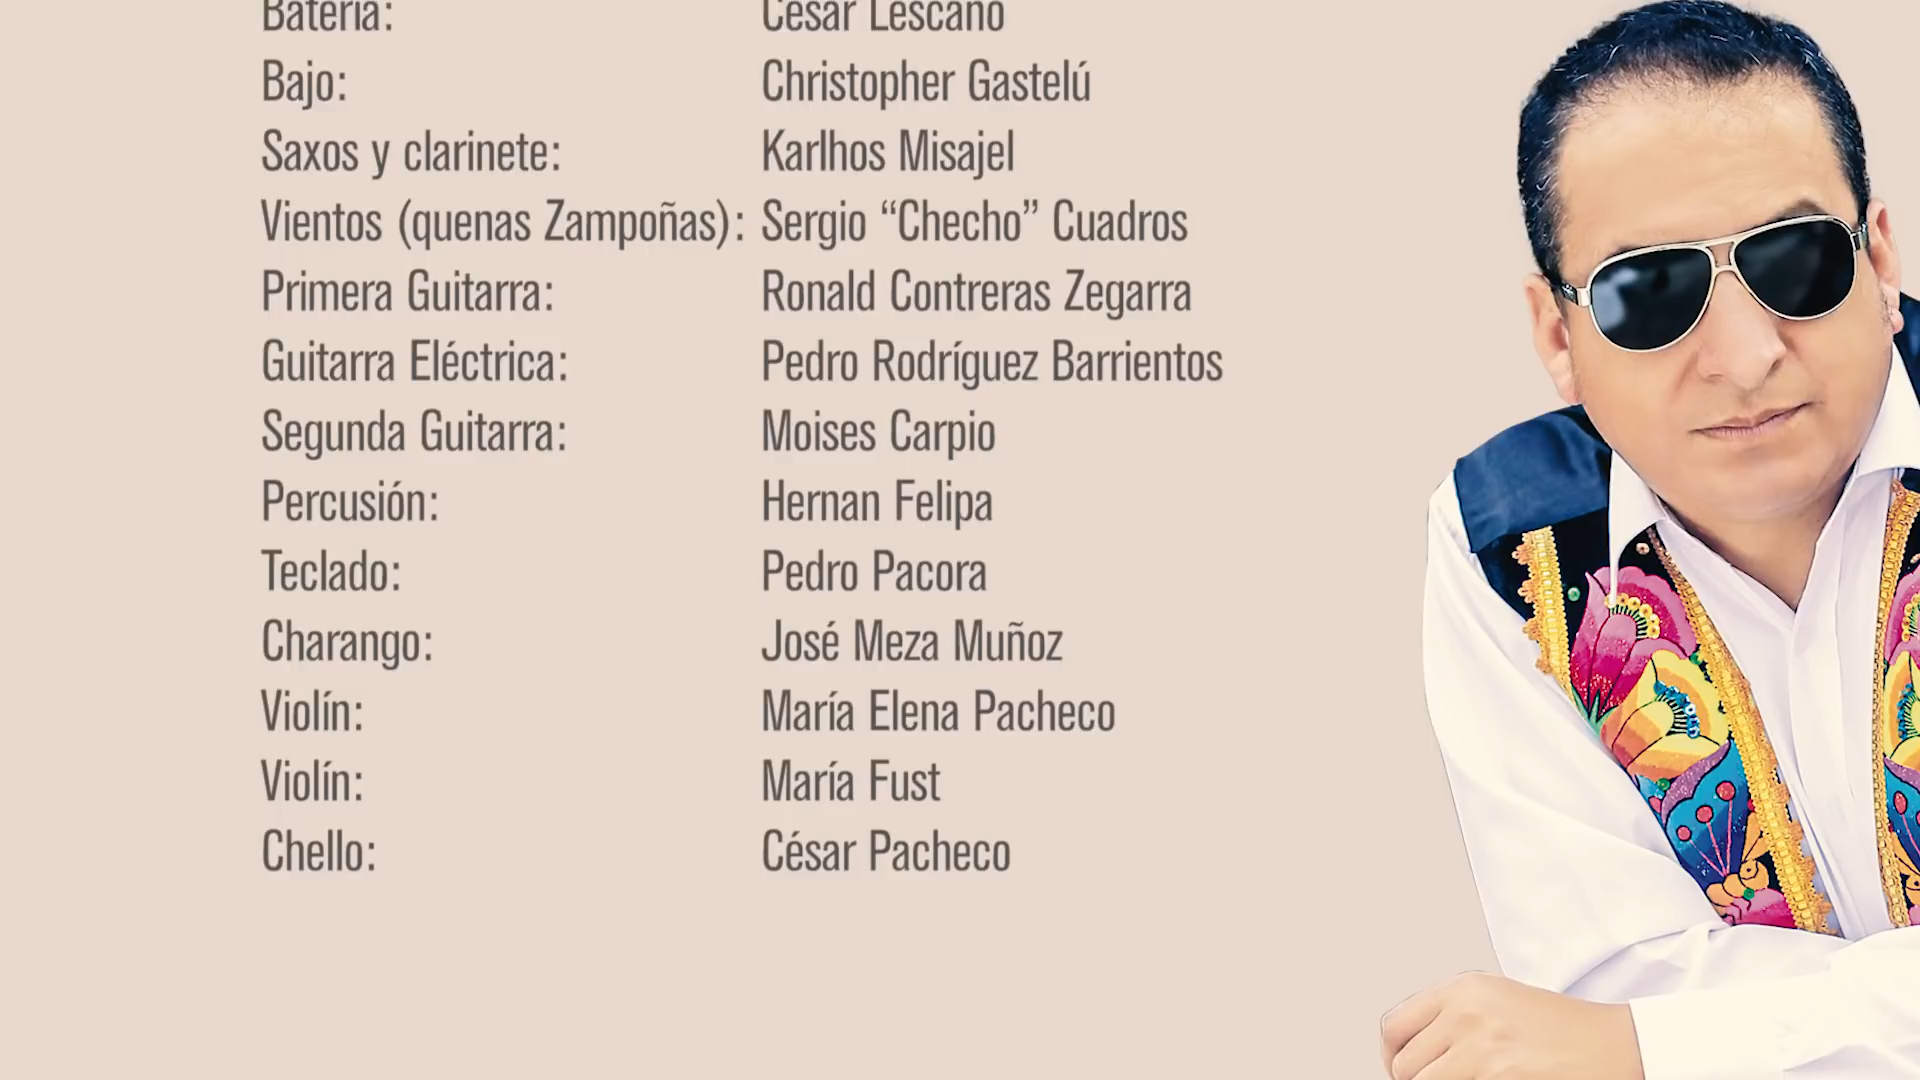 Batería: César Lescano
Bajo: Christopher Gastelú
Saxos y clarinete: Karlhos Misajel
Vientos (quenas Zampoñas): Sergio “Checho” Cuadros
Primera Guitarra: Ronald Contreras Zegarra
Guitarra Eléctrica: Pedro Rodríguez Barrientos
Segunda Guitarra: Moises Carpio
Percusión: Hernan Felipa
Teclado: Pedro Pacora
Charango: José Meza Muñoz
Violín: María Elena Pacheco
Violín: María Fust
Chello: César Pacheco